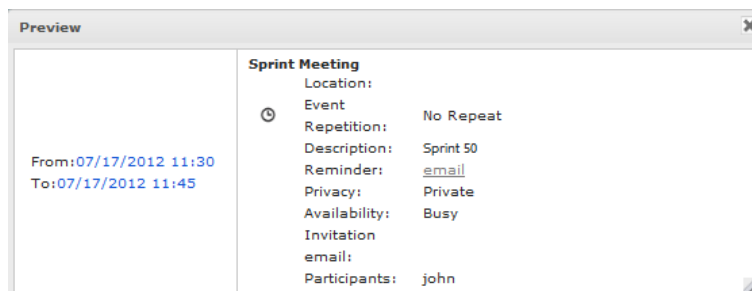 Preview
Sprint Meeting
From:07/17/2012 11:30
To:07/17/2012 11:45
Location:
Event
Repetition: No Repeat
Description: Sprint 50
Reminder: email
Privacy: Private
Availability: Busy
Invitation
email:
Participants: john